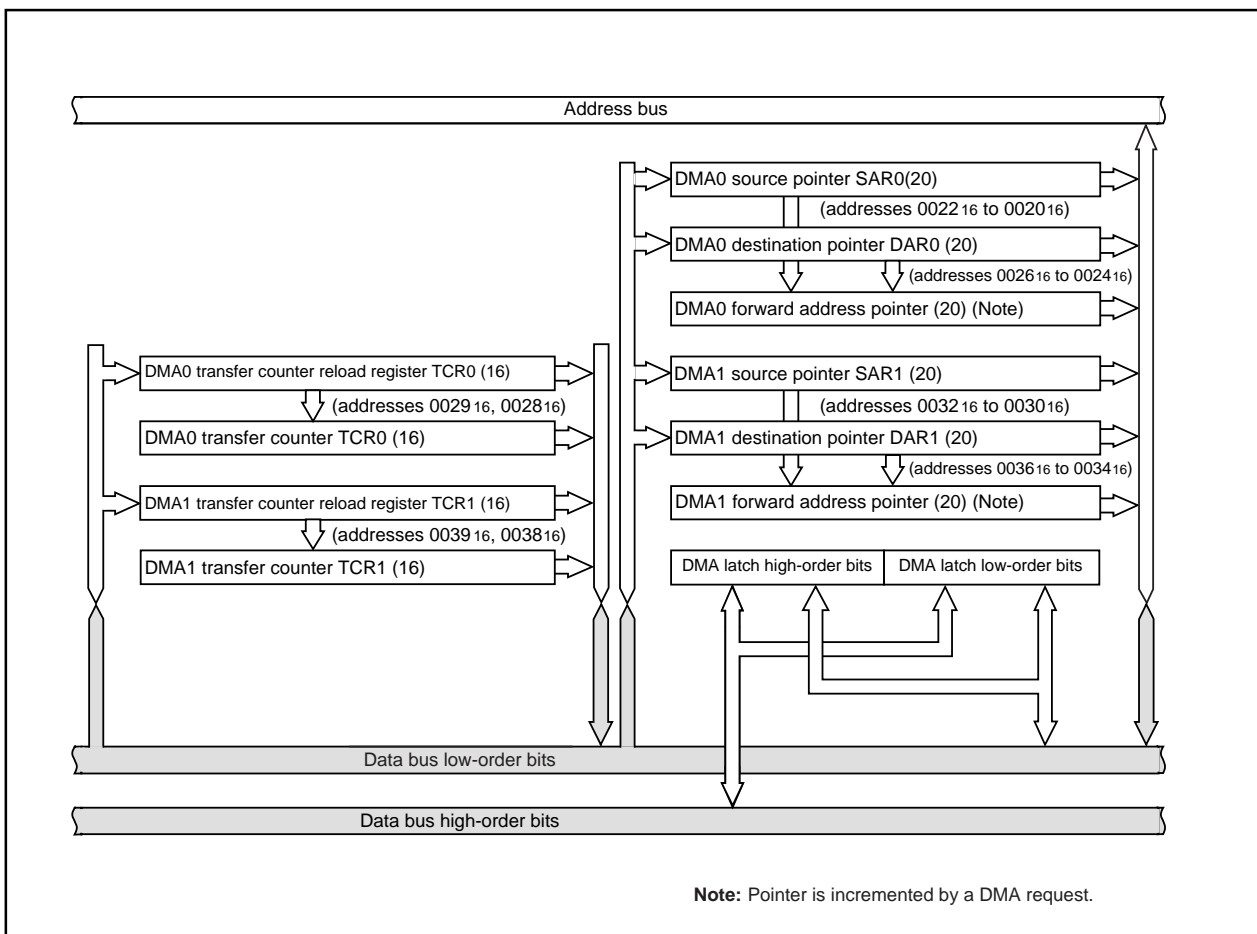 Address bus
DMA0 source pointer SAR0(20)
(addresses 0022 16 to 0020 16)
DMA0 destination pointer DAR0 (20)
(addresses 0026 16 to 0024 16)
DMA0 forward address pointer (20) (Note)
DMA0 transfer counter reload register TCR0 (16)
(addresses 0029 16, 0028 16)
DMA0 transfer counter TCR0 (16)
DMA1 transfer counter reload register TCR1 (16)
(addresses 0039 16, 0038 16)
DMA1 transfer counter TCR1 (16)
DMA1 source pointer SAR1 (20)
(addresses 0032 16 to 0030 16)
DMA1 destination pointer DAR1 (20)
(addresses 0036 16 to 0034 16)
DMA1 forward address pointer (20) (Note)
DMA latch high-order bits
DMA latch low-order bits
Data bus low-order bits
Data bus high-order bits
Note: Pointer is incremented by a DMA request.